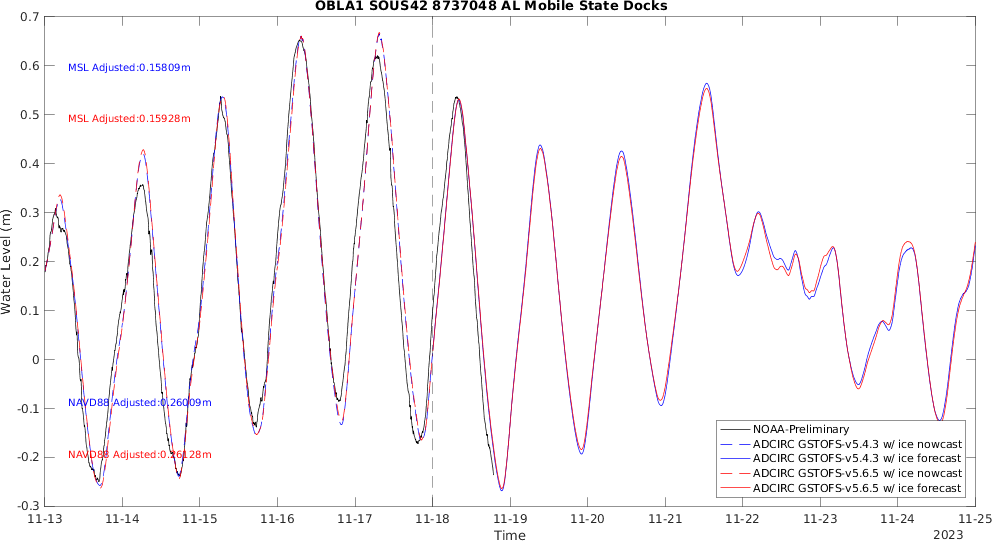 OBLA1 SOUS42 8737048 AL Mobile State Docks
0.7
0.6
0.5
0.4
0.3
0.2
0.1
0
-0.1
-0.2
-0.3
Water Level (m)
MSL Adjusted:0.15809m
MSL Adjusted:0.15928m
NAVD88 Adjusted:0.26009m
NAVD88 Adjusted:0.26128m
NOAA-Preliminary
ADCIRC GSTOFS-v5.4.3 w/ ice nowcast
ADCIRC GSTOFS-v5.4.3 w/ ice forecast
ADCIRC GSTOFS-v5.6.5 w/ ice nowcast
ADCIRC GSTOFS-v5.6.5 w/ ice forecast
11-13 11-14 11-15 11-16 11-17 11-18 11-19 11-20 11-21 11-22 11-23 11-24 11-25
Time
2023